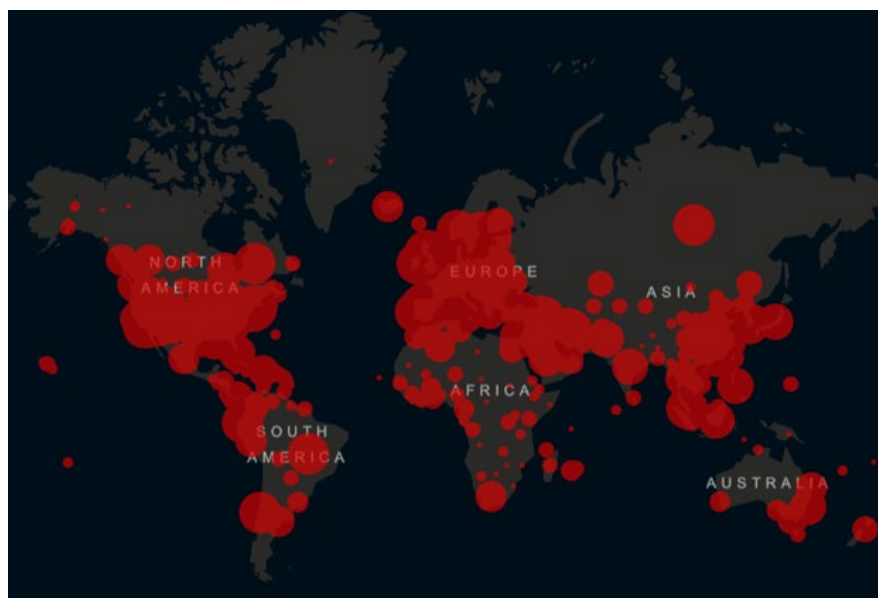 NORTH
AMERICA
EUROPE
ASIA
AFRICA
SOUTH
AMERICA
AUSTRALIA